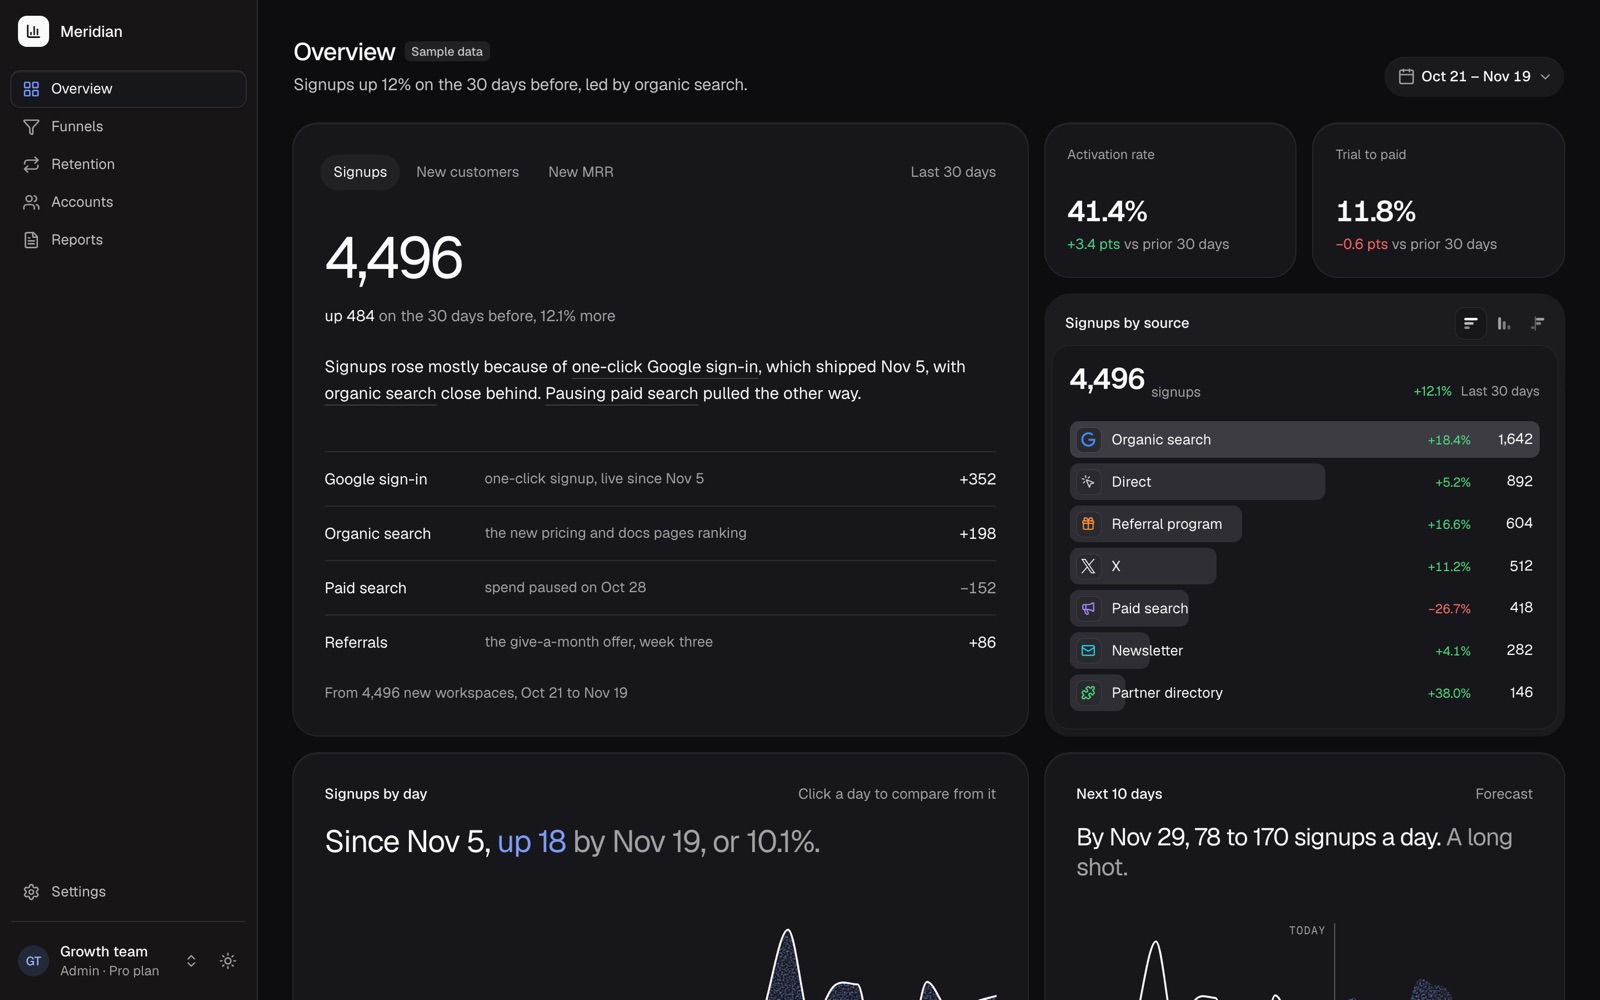 Meridian
Overview
Funnels
Retention
Accounts
Reports
Settings
GT
Growth team
Admin · Pro plan
Overview
Sample data
Signups up 12% on the 30 days before, led by organic search.
Oct 21 – Nov 19
Signups
New customers
New MRR
Last 30 days
4,496
up 484 on the 30 days before, 12.1% more
Signups rose mostly because of one-click Google sign-in, which shipped Nov 5, with
organic search close behind. Pausing paid search pulled the other way.
Google sign-in one-click signup, live since Nov 5 +352
Organic search the new pricing and docs pages ranking +198
Paid search spend paused on Oct 28 −152
Referrals the give-a-month offer, week three +86
From 4,496 new workspaces, Oct 21 to Nov 19
Activation rate
41.4%
+3.4 pts vs prior 30 days
Trial to paid
11.8%
−0.6 pts vs prior 30 days
Signups by source
4,496 signups +12.1% Last 30 days
Organic search +18.4% 1,642
Direct +5.2% 892
Referral program +16.6% 604
X +11.2% 512
Paid search −26.7% 418
Newsletter +4.1% 282
Partner directory +38.0% 146
Signups by day
Click a day to compare from it
Since Nov 5, up 18 by Nov 19, or 10.1%.
Next 10 days
Forecast
By Nov 29, 78 to 170 signups a day. A long
shot.
TODAY